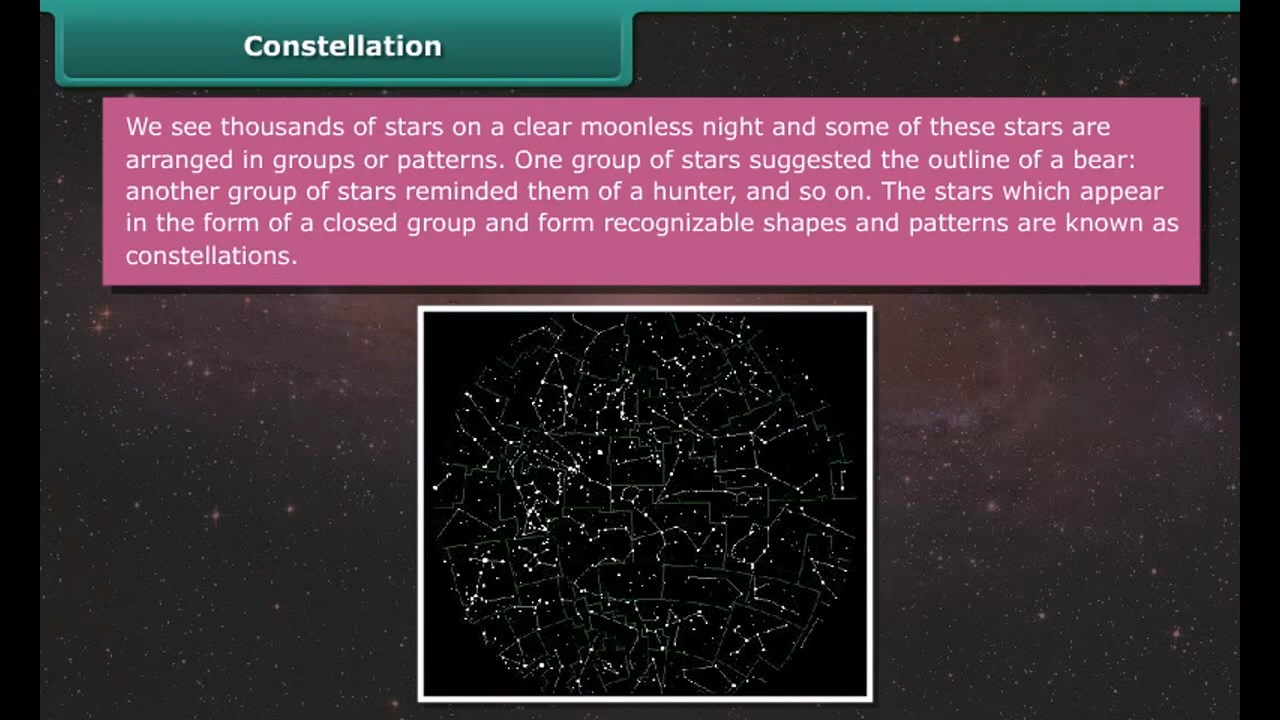 Constellation
We see thousands of stars on a clear moonless night and some of these stars are
arranged in groups or patterns. One group of stars suggested the outline of a bear:
another group of stars reminded them of a hunter, and so on. The stars which appear
in the form of a closed group and form recognizable shapes and patterns are known as
constellations.